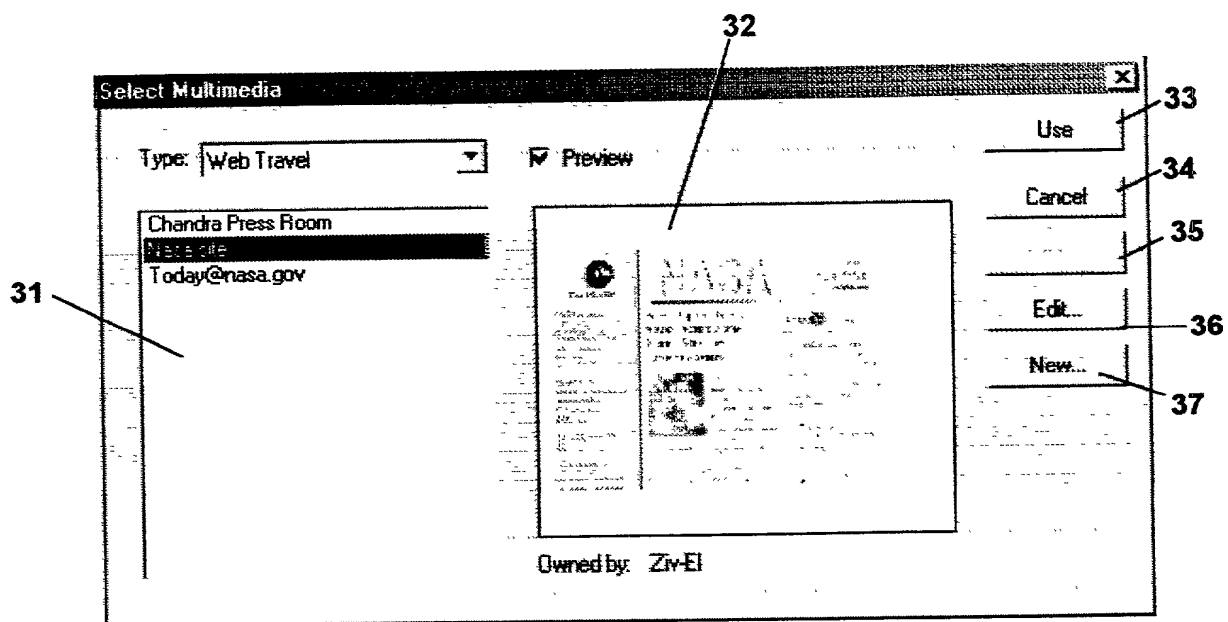 32
Select Multimedia
33
Use
Type: Web Travel
Preview
34
Cancel
Chandra Press Room
35
Nasa site
Today@nasa.gov
NASA
31
Edit...
36
New...
37
Owned by: Ziv-El